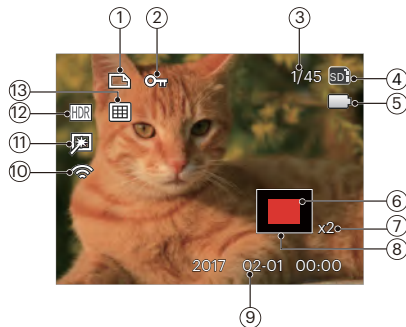 ① ② ③
1/45 SD ④
⑬
⑤
⑫ HDR
⑪
⑩
⑥
x2 ⑦
⑧
2017 02-01 00:00
⑨